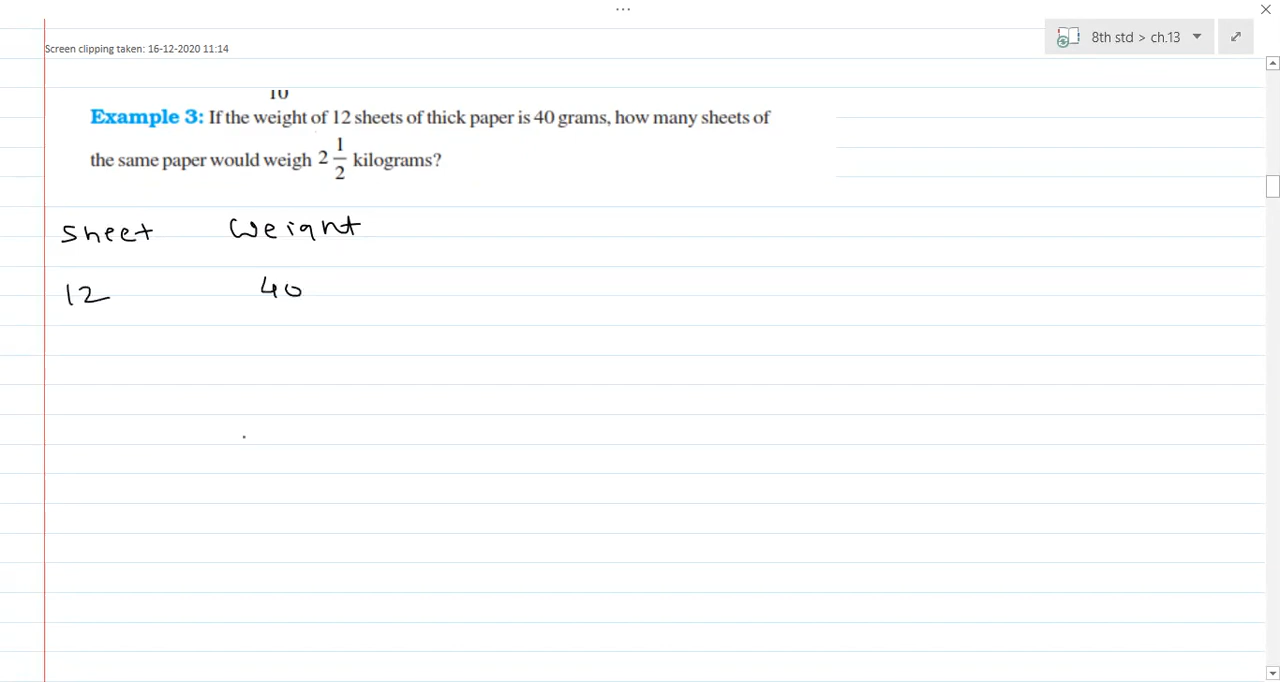 ...
8th std > ch.13
Screen clipping taken: 16-12-2020 11:14
10
Example 3: If the weight of 12 sheets of thick paper is 40 grams, how many sheets of
the same paper would weigh 2 1/2 kilograms?
Sheet Weight
12 40